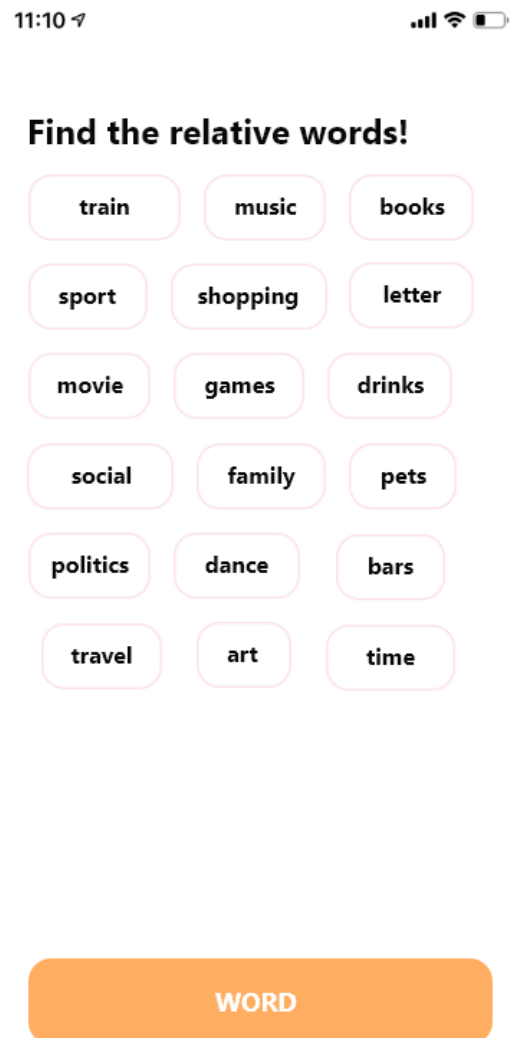 11:10
Find the relative words!
train music books
sport shopping letter
movie games drinks
social family pets
politics dance bars
travel art time
WORD